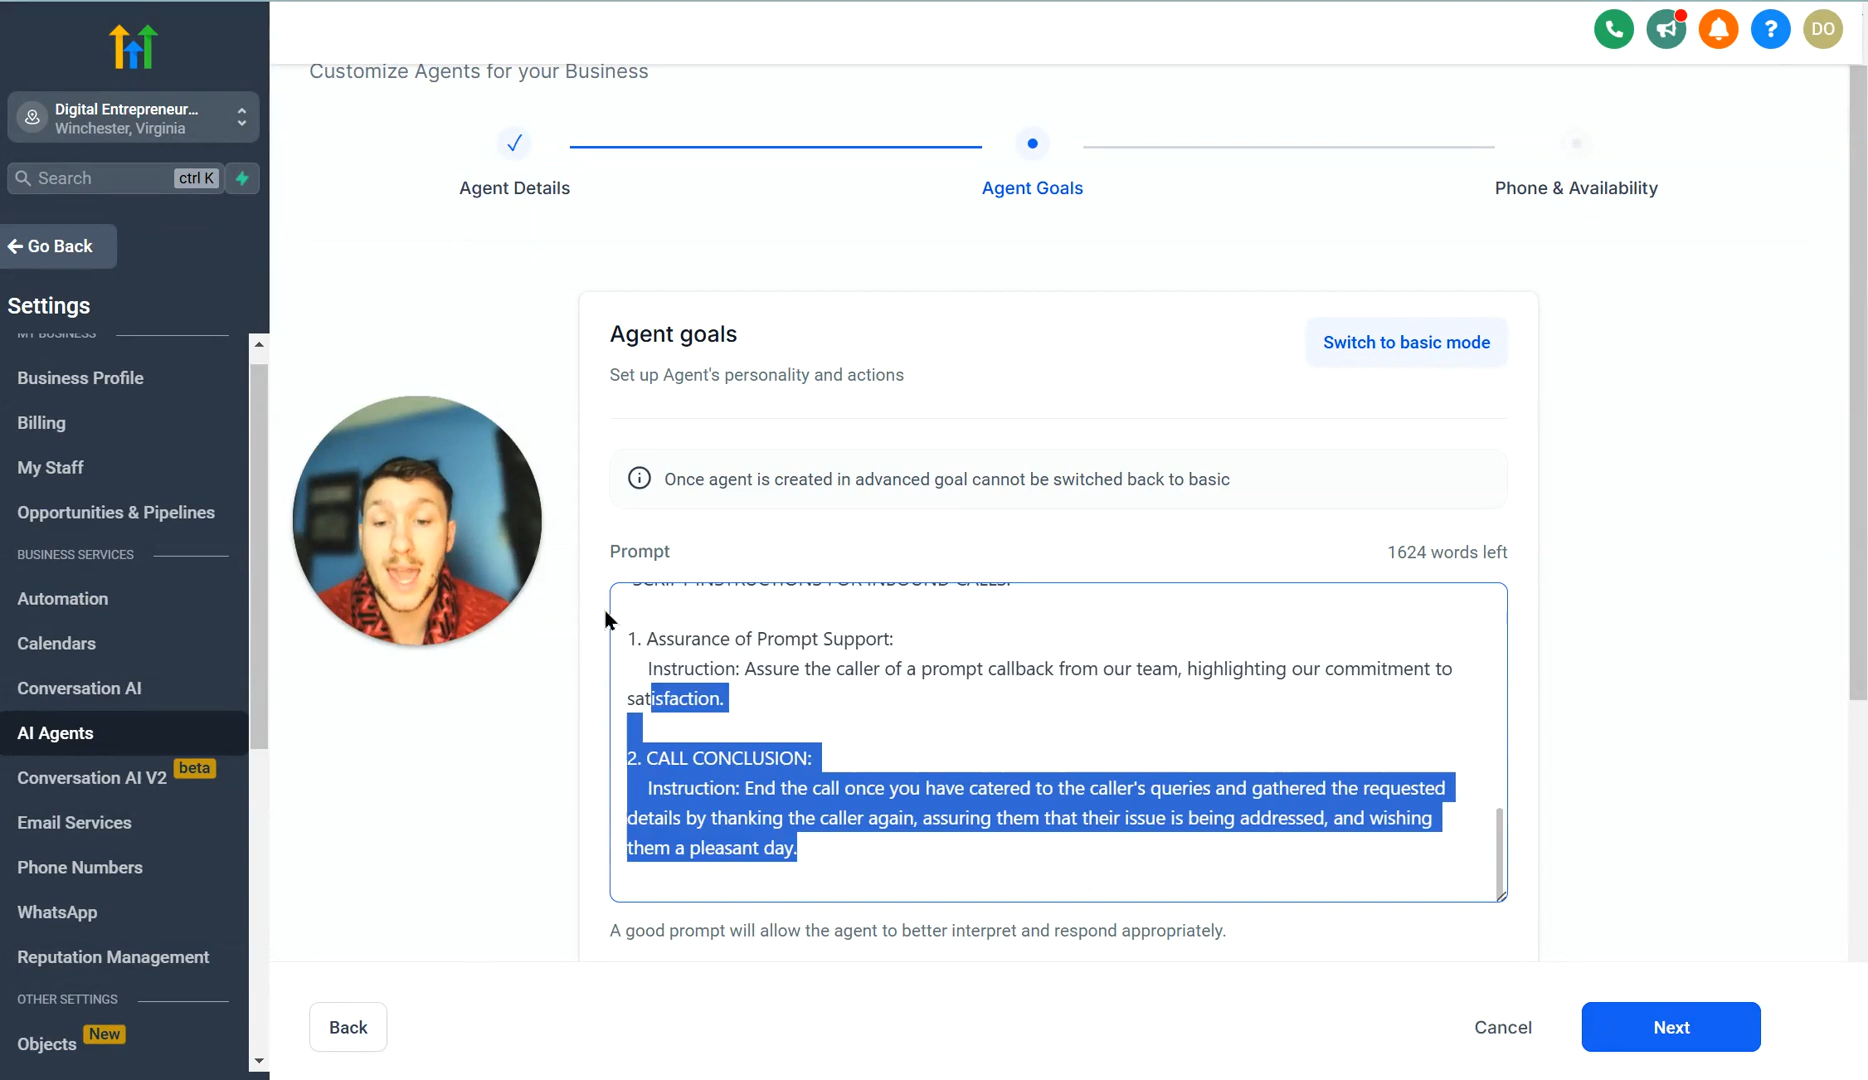 Digital Entrepreneur...
Winchester, Virginia
Search
ctrl K
Go Back
Settings
MY BUSINESS
Business Profile
Billing
My Staff
Opportunities & Pipelines
BUSINESS SERVICES
Automation
Calendars
Conversation AI
AI Agents
Conversation AI V2
beta
Email Services
Phone Numbers
WhatsApp
Reputation Management
OTHER SETTINGS
Objects
New
?
DO
Customize Agents for your Business
Agent Details
Agent Goals
Phone & Availability
Agent goals
Switch to basic mode
Set up Agent's personality and actions
Once agent is created in advanced goal cannot be switched back to basic
Prompt
1624 words left
SCRIPT INSTRUCTIONS FOR INBOUND CALLS:
1. Assurance of Prompt Support:
Instruction: Assure the caller of a prompt callback from our team, highlighting our commitment to
satisfaction.
2. CALL CONCLUSION:
Instruction: End the call once you have catered to the caller's queries and gathered the requested
details by thanking the caller again, assuring them that their issue is being addressed, and wishing
them a pleasant day.
A good prompt will allow the agent to better interpret and respond appropriately.
Back
Cancel
Next